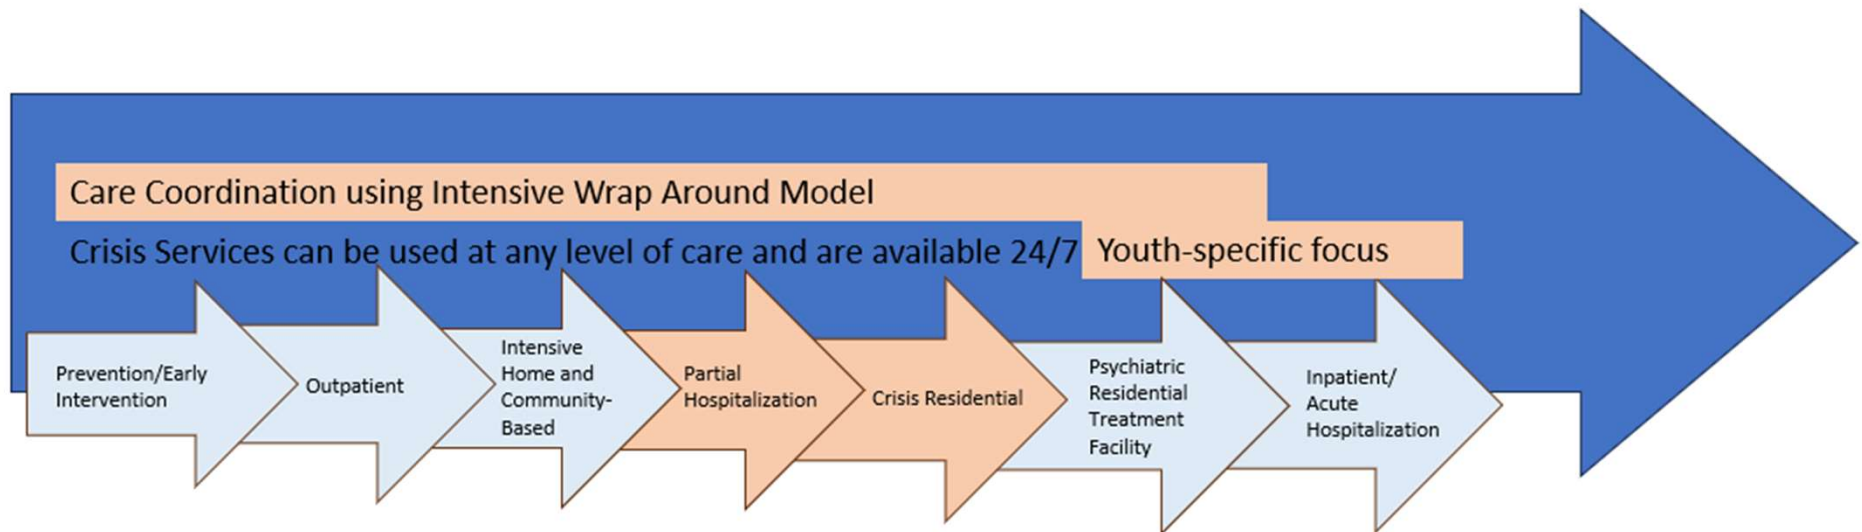 Care Coordination using Intensive Wrap Around Model
Crisis Services can be used at any level of care and are available 24/7 Youth-specific focus
Prevention/Early
Intervention
Outpatient
Intensive
Home and
Community-
Based
Partial
Hospitalization
Crisis Residential
Psychiatric
Residential
Treatment
Facility
Inpatient/
Acute
Hospitalization